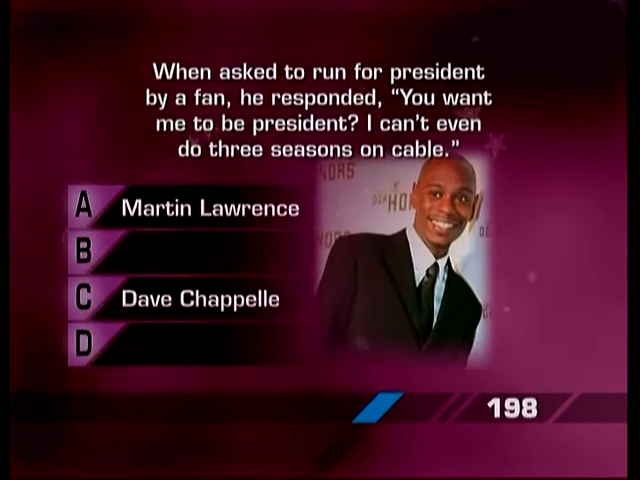 When asked to run for president
by a fan, he responded, “You want
me to be president? I can’t even
do three seasons on cable.”
A Martin Lawrence
B
C Dave Chappelle
D
198